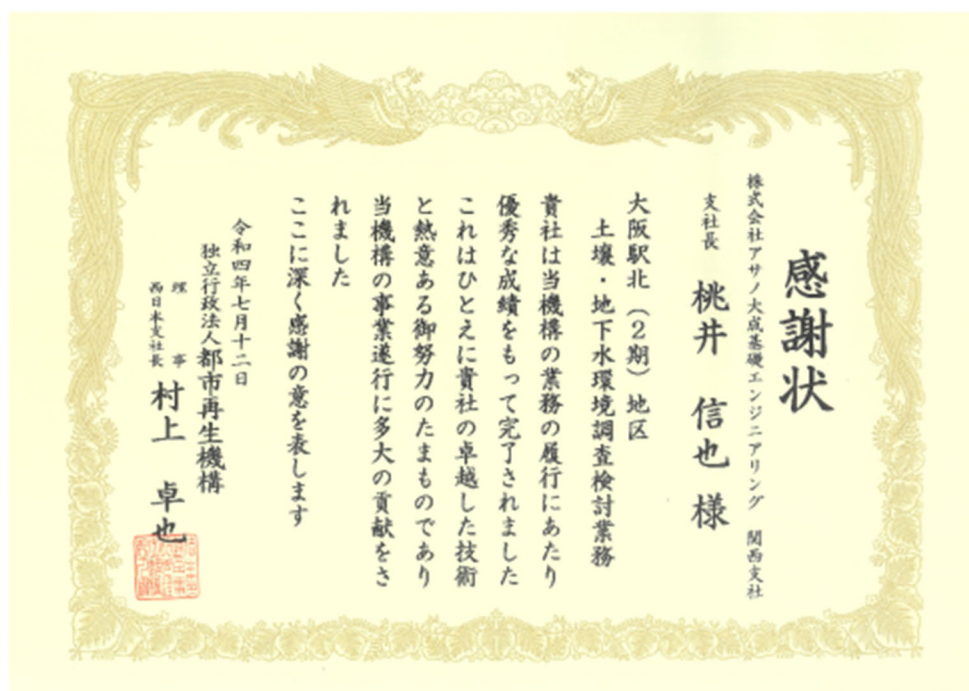 感謝状
株式会社アサノ大成基礎エンジニアリング 関西支社
支社長 桃井 信也 様
大阪駅北（２期）地区
土壌・地下水環境調査検討業務
貴社は当機構の業務の履行にあたり
優秀な成績をもって完了されました
これはひとえに貴社の卓越した技術
と熱意ある御努力のたまものであり
当機構の事業遂行に多大の貢献をさ
れました
ここに深く感謝の意を表します
令和四年七月十二日
独立行政法人都市再生機構
理事
西日本支社長
村上 卓也